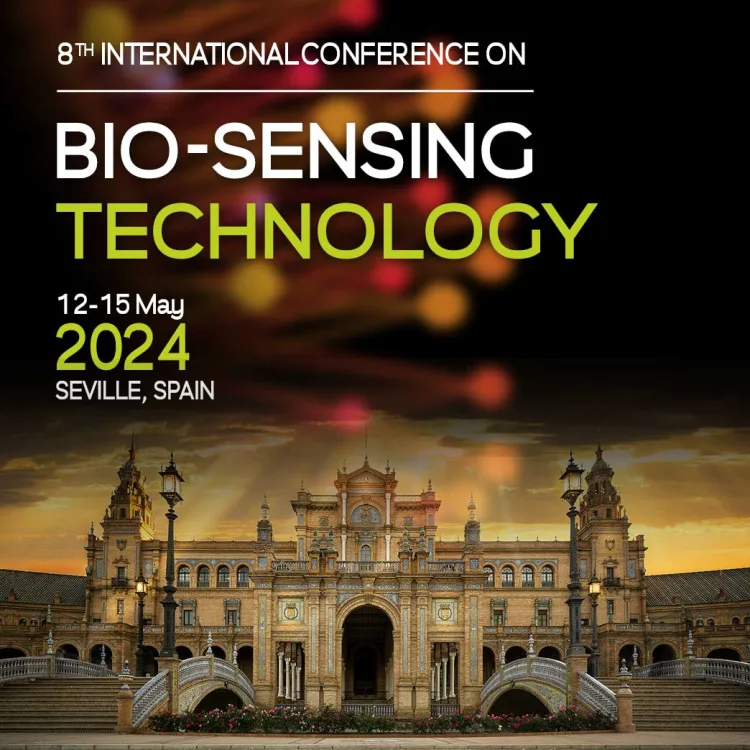 8TH INTERNATIONAL CONFERENCE ON
BIO-SENSING
TECHNOLOGY
12-15 May
2024
SEVILLE, SPAIN